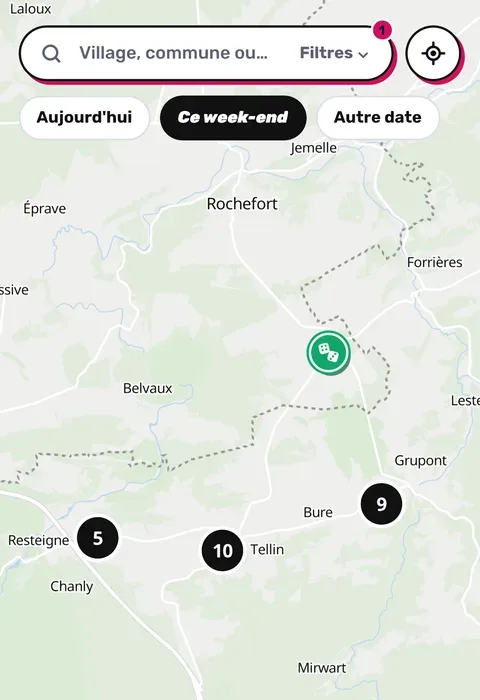 Laloux
1
Village, commune ou…
Filtres
Aujourd'hui
Ce week-end
Autre date
Jemelle
Éprave
Rochefort
Forrières
ssive
Belvaux
Leste
Grupont
9
Bure
5
Resteigne
10
Tellin
Chanly
Mirwart